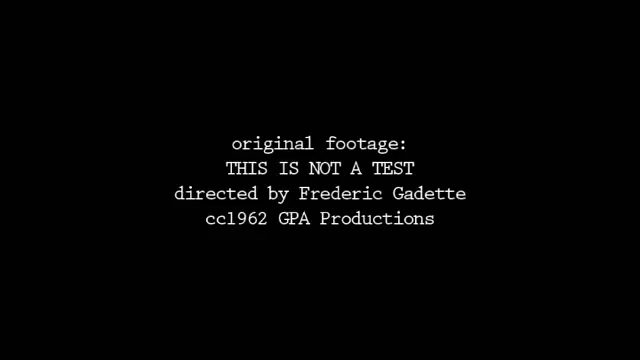 original footage:
THIS IS NOT A TEST
directed by Frederic Gadette
cc1962 GPA Productions